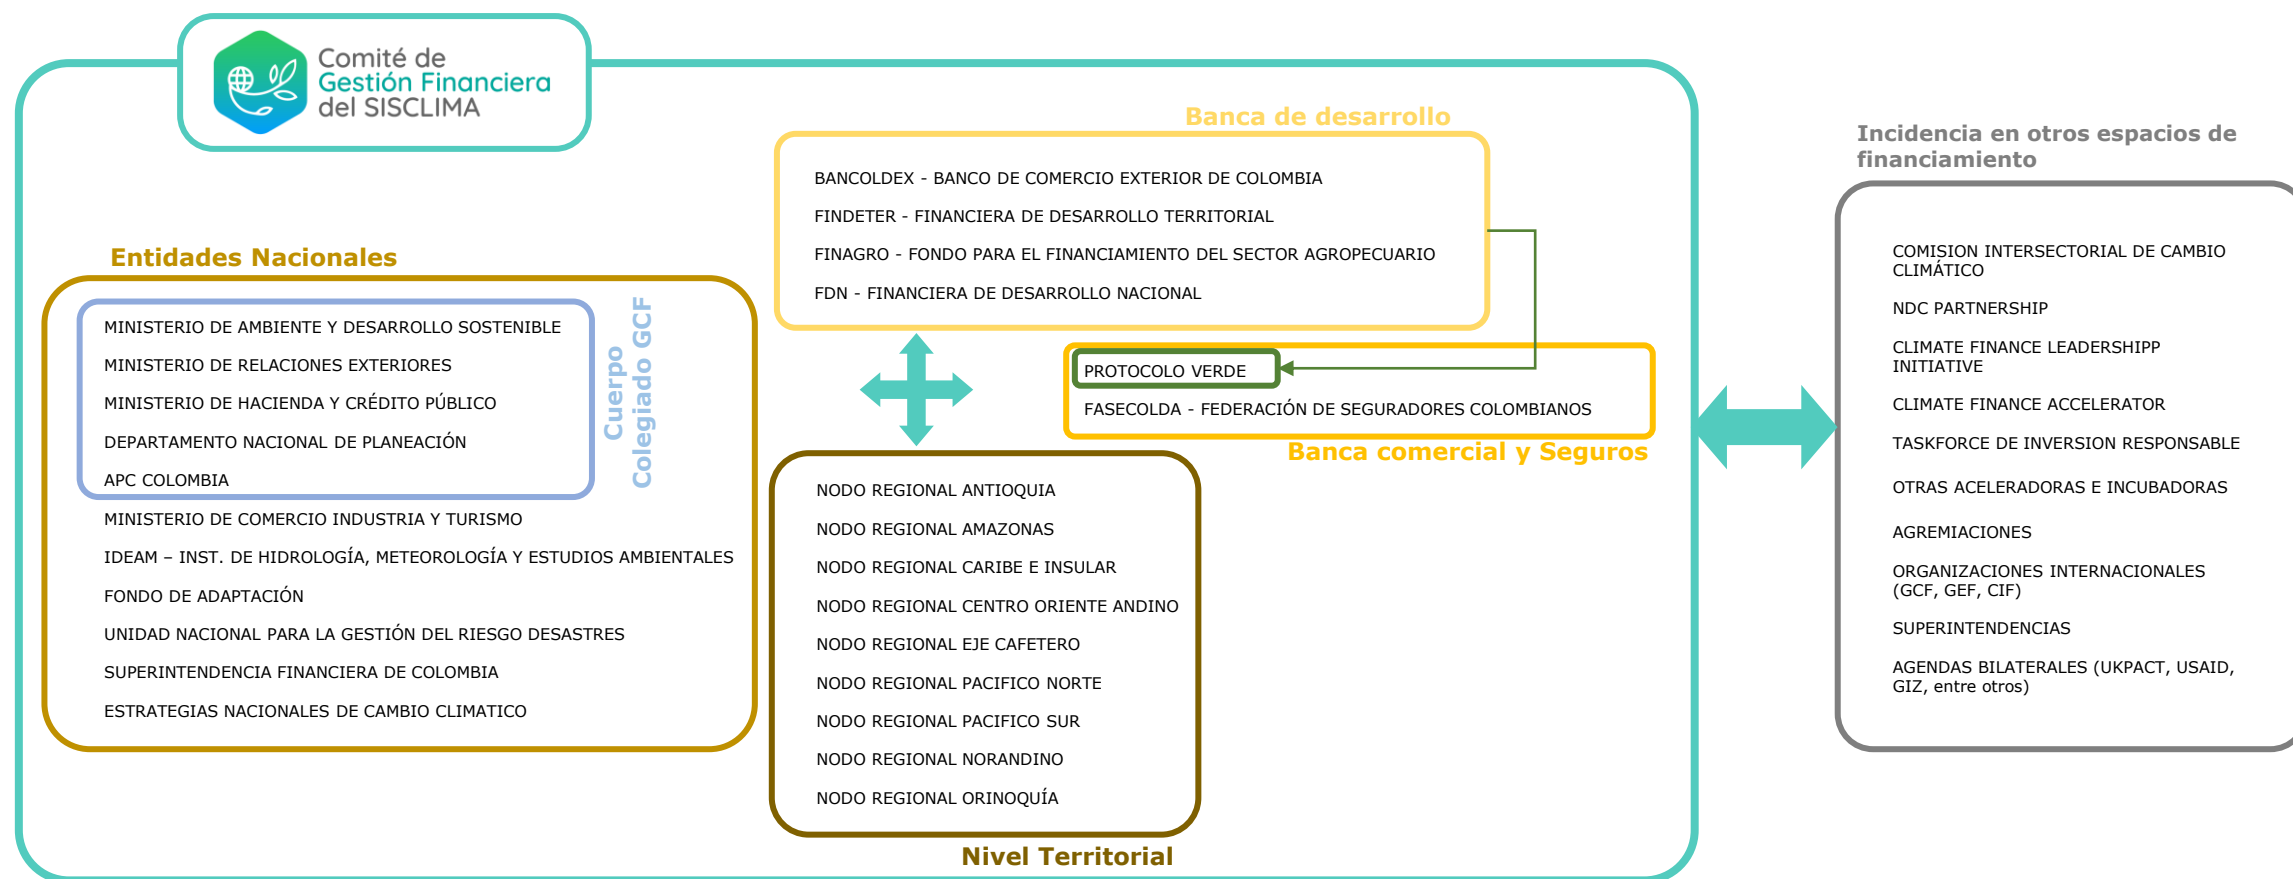 Comité de
Gestión Financiera
del SISCLIMA
Entidades Nacionales
MINISTERIO DE AMBIENTE Y DESARROLLO SOSTENIBLE
MINISTERIO DE RELACIONES EXTERIORES
MINISTERIO DE HACIENDA Y CRÉDITO PÚBLICO
DEPARTAMENTO NACIONAL DE PLANEACIÓN
APC COLOMBIA
Cuerpo
Colegiado GCF
MINISTERIO DE COMERCIO INDUSTRIA Y TURISMO
IDEAM – INST. DE HIDROLOGÍA, METEOROLOGÍA Y ESTUDIOS AMBIENTALES
FONDO DE ADAPTACIÓN
UNIDAD NACIONAL PARA LA GESTIÓN DEL RIESGO DESASTRES
SUPERINTENDENCIA FINANCIERA DE COLOMBIA
ESTRATEGIAS NACIONALES DE CAMBIO CLIMATICO
Banca de desarrollo
BANCOLDEX - BANCO DE COMERCIO EXTERIOR DE COLOMBIA
FINDETER - FINANCIERA DE DESARROLLO TERRITORIAL
FINAGRO - FONDO PARA EL FINANCIAMIENTO DEL SECTOR AGROPECUARIO
FDN - FINANCIERA DE DESARROLLO NACIONAL
PROTOCOLO VERDE
FASECOLDA - FEDERACIÓN DE SEGURADORES COLOMBIANOS
Banca comercial y Seguros
NODO REGIONAL ANTIOQUIA
NODO REGIONAL AMAZONAS
NODO REGIONAL CARIBE E INSULAR
NODO REGIONAL CENTRO ORIENTE ANDINO
NODO REGIONAL EJE CAFETERO
NODO REGIONAL PACIFICO NORTE
NODO REGIONAL PACIFICO SUR
NODO REGIONAL NORANDINO
NODO REGIONAL ORINOQUÍA
Nivel Territorial
Incidencia en otros espacios de
financiamiento
COMISION INTERSECTORIAL DE CAMBIO
CLIMÁTICO
NDC PARTNERSHIP
CLIMATE FINANCE LEADERSHIPP
INITIATIVE
CLIMATE FINANCE ACCELERATOR
TASKFORCE DE INVERSION RESPONSABLE
OTRAS ACELERADORAS E INCUBADORAS
AGREMIACIONES
ORGANIZACIONES INTERNACIONALES
(GCF, GEF, CIF)
SUPERINTENDENCIAS
AGENDAS BILATERALES (UKPACT, USAID,
GIZ, entre otros)